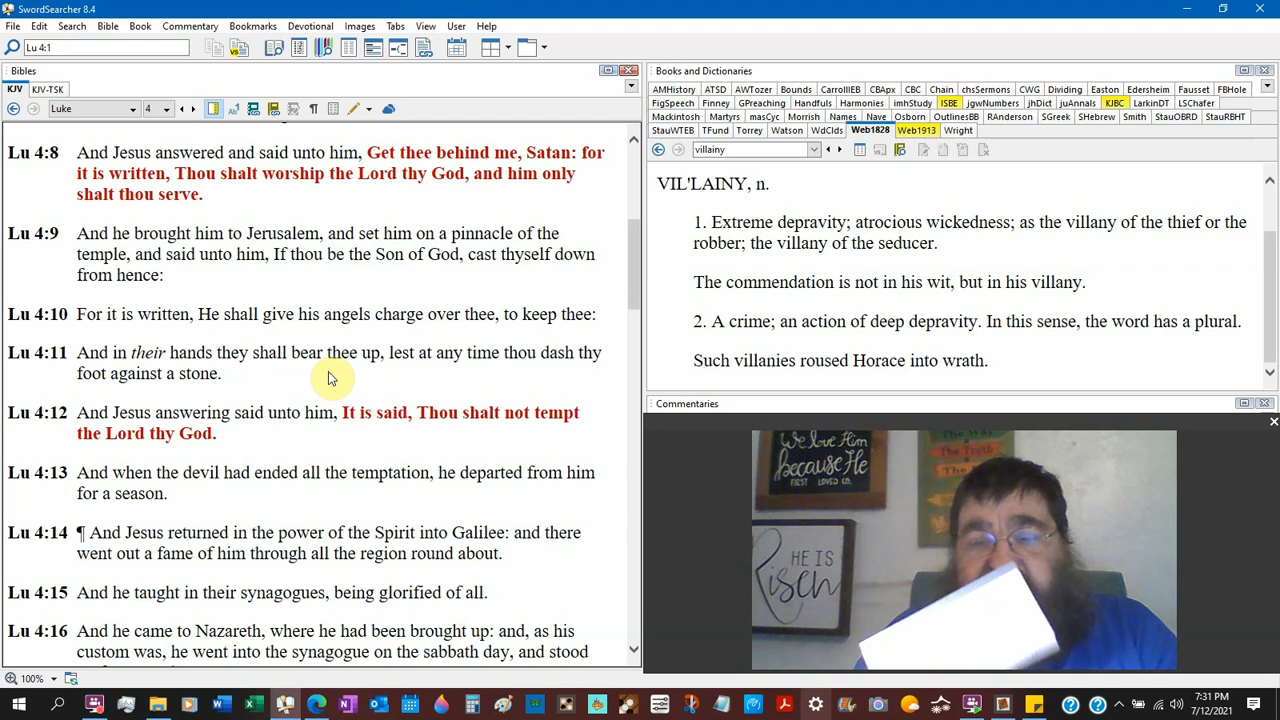 SwordSearcher 8.4
File Edit Search Bible Book Commentary Bookmarks Devotional Images Tabs View User Help
Lu 4:1
Bibles
KJV KJV-TSK
Luke 4
Lu 4:8 And Jesus answered and said unto him, Get thee behind me, Satan: for
it is written, Thou shalt worship the Lord thy God, and him only
shalt thou serve.
Lu 4:9 And he brought him to Jerusalem, and set him on a pinnacle of the
temple, and said unto him, If thou be the Son of God, cast thyself down
from hence:
Lu 4:10 For it is written, He shall give his angels charge over thee, to keep thee:
Lu 4:11 And in their hands they shall bear thee up, lest at any time thou dash thy
foot against a stone.
Lu 4:12 And Jesus answering said unto him, It is said, Thou shalt not tempt
the Lord thy God.
Lu 4:13 And when the devil had ended all the temptation, he departed from him
for a season.
Lu 4:14 ¶ And Jesus returned in the power of the Spirit into Galilee: and there
went out a fame of him through all the region round about.
Lu 4:15 And he taught in their synagogues, being glorified of all.
Lu 4:16 And he came to Nazareth, where he had been brought up: and, as his
custom was, he went into the synagogue on the sabbath day, and stood
100%
Books and Dictionaries
AMHistory ATSD AWTozer Bounds CarrollIEB CBApx CBC Chain chsSermons CWG Dividing Easton Edersheim Fausset FBHole
FigSpeech Finney GPreaching Handfuls Harmonies imhStudy ISBE jgwNumbers jhDict juAnnals KJBC LarkinDT LSChafer
Mackintosh Martyrs masCyc Morrish Names Nave Osborn OutlinesBB RAnderson SGreek SHebrew Smith StauOBRD StauRBHT
StauWTEB TFund Torrey Watson WdClds Web1828 Web1913 Wright
villainy
VIL'LAINY, n.
1. Extreme depravity; atrocious wickedness; as the villany of the thief or the
robber; the villany of the seducer.
The commendation is not in his wit, but in his villany.
2. A crime; an action of deep depravity. In this sense, the word has a plural.
Such villanies roused Horace into wrath.
Commentaries
We love Him
because He
FIRST LOVED US.
The Way
The Truth
HE IS
Risen
7:31 PM
7/12/2021